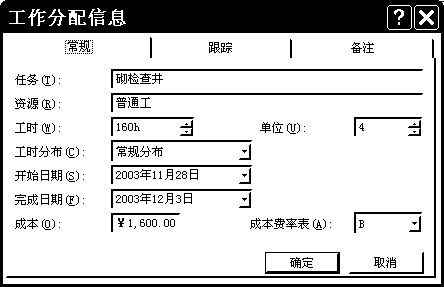 工作分配信息
常规 跟踪 备注
任务(T): 砌检查井
资源(R): 普通工
工时(W): 160h 单位(U): 4
工时分布(C): 常规分布
开始日期(S): 2003年11月28日
完成日期(F): 2003年12月3日
成本(O): ￥1,600.00 成本费率表(A): B
确定 取消